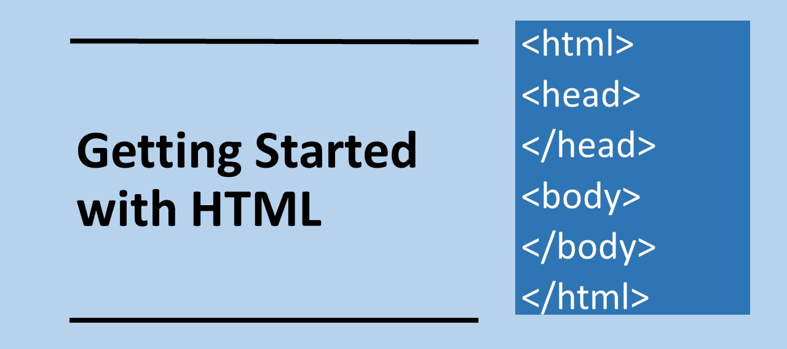 Getting Started
with HTML
<html>
<head>
</head>
<body>
</body>
</html>